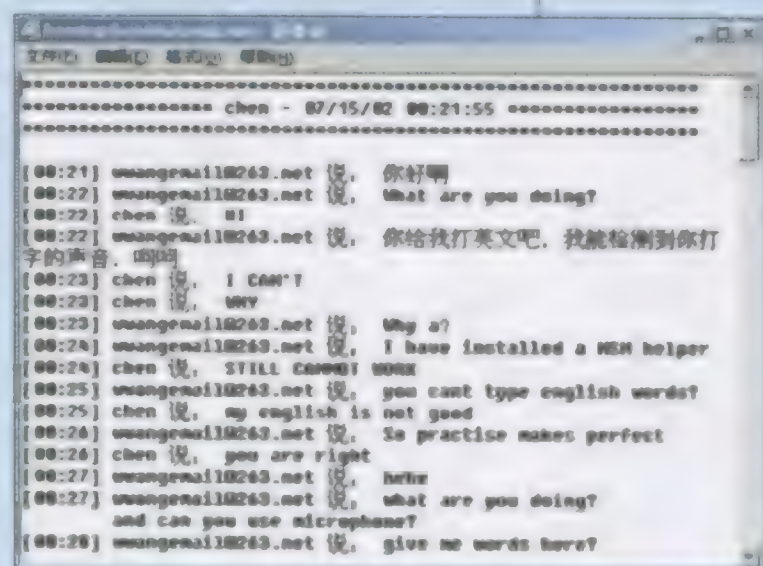 文件(F) 编辑(E) 格式(O) 帮助(H)
chen - 07/15/02 00:21:55
[00:21] wwangemail@263.net 说, 你好啊
[00:22] wwangemail@263.net 说, What are you doing?
[00:22] chen 说, HI
[00:22] wwangemail@263.net 说, 你给我打英文吧, 我能检测到你打
字的声音, 呵呵
[00:23] chen 说, I CAN'T
[00:23] chen 说, WHY
[00:23] wwangemail@263.net 说, Why a?
[00:24] wwangemail@263.net 说, I have installed a MSN helper
[00:24] chen 说, STILL CANNOT WORK
[00:25] wwangemail@263.net 说, you cant type english words?
[00:25] chen 说, my english is not good
[00:26] wwangemail@263.net 说, So practise makes perfect
[00:26] chen 说, you are right
[00:27] wwangemail@263.net 说, hehe
[00:27] wwangemail@263.net 说, what are you doing?
and can you use microphone?
[00:28] wwangemail@263.net 说, give me words here?